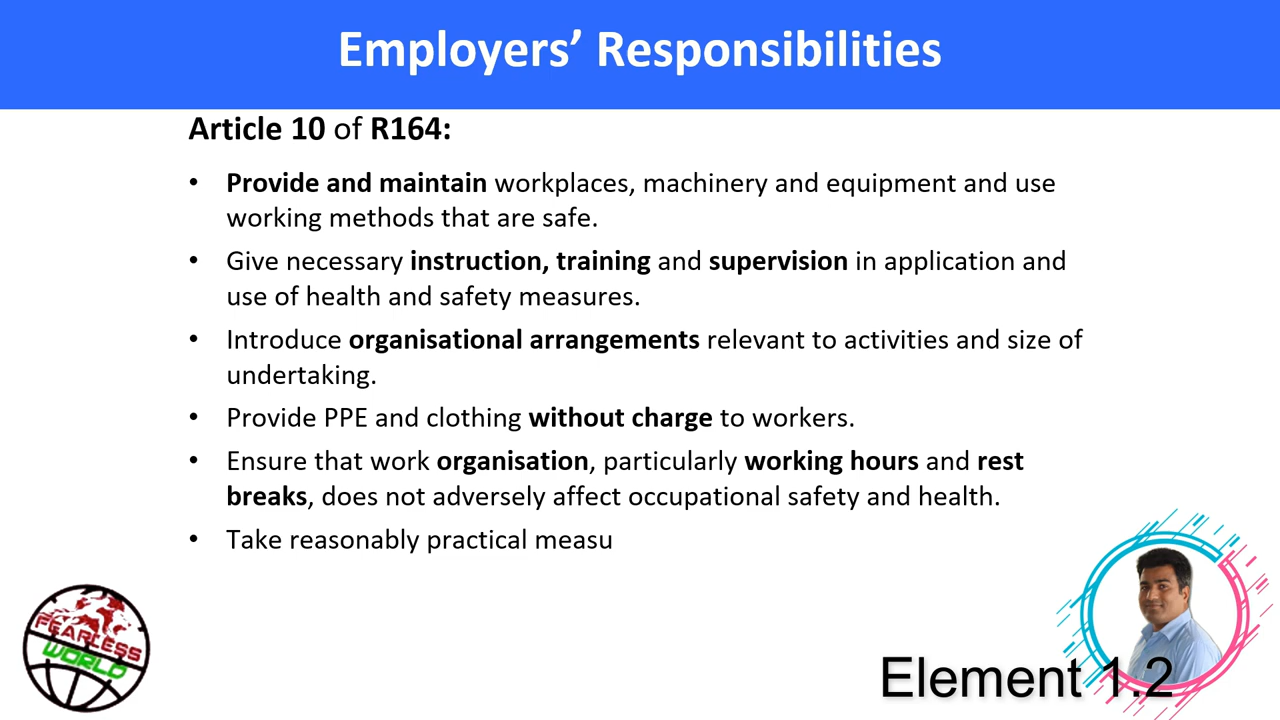 Employers’ Responsibilities
Article 10 of R164:
• Provide and maintain workplaces, machinery and equipment and use
working methods that are safe.
• Give necessary instruction, training and supervision in application and
use of health and safety measures.
• Introduce organisational arrangements relevant to activities and size of
undertaking.
• Provide PPE and clothing without charge to workers.
• Ensure that work organisation, particularly working hours and rest
breaks, does not adversely affect occupational safety and health.
• Take reasonably practical measu
FEARLESS
WORLD
Element 1.2